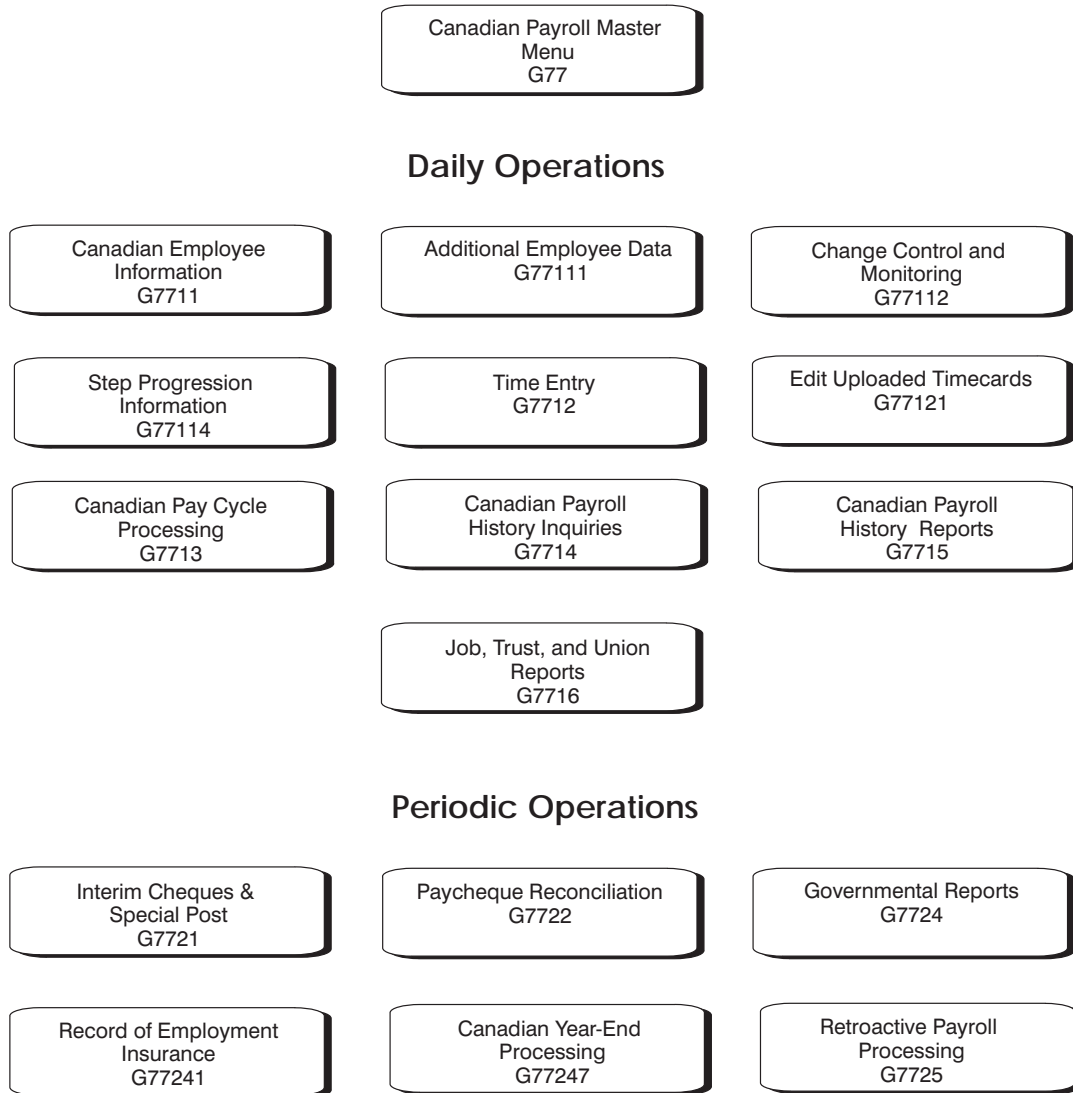 Canadian Payroll Master
Menu
G77
Daily Operations
Canadian Employee
Information
G7711
Additional Employee Data
G77111
Change Control and
Monitoring
G77112
Step Progression
Information
G77114
Time Entry
G7712
Edit Uploaded Timecards
G77121
Canadian Pay Cycle
Processing
G7713
Canadian Payroll
History Inquiries
G7714
Canadian Payroll
History Reports
G7715
Job, Trust, and Union
Reports
G7716
Periodic Operations
Interim Cheques &
Special Post
G7721
Paycheque Reconciliation
G7722
Governmental Reports
G7724
Record of Employment
Insurance
G77241
Canadian Year-End
Processing
G77247
Retroactive Payroll
Processing
G7725